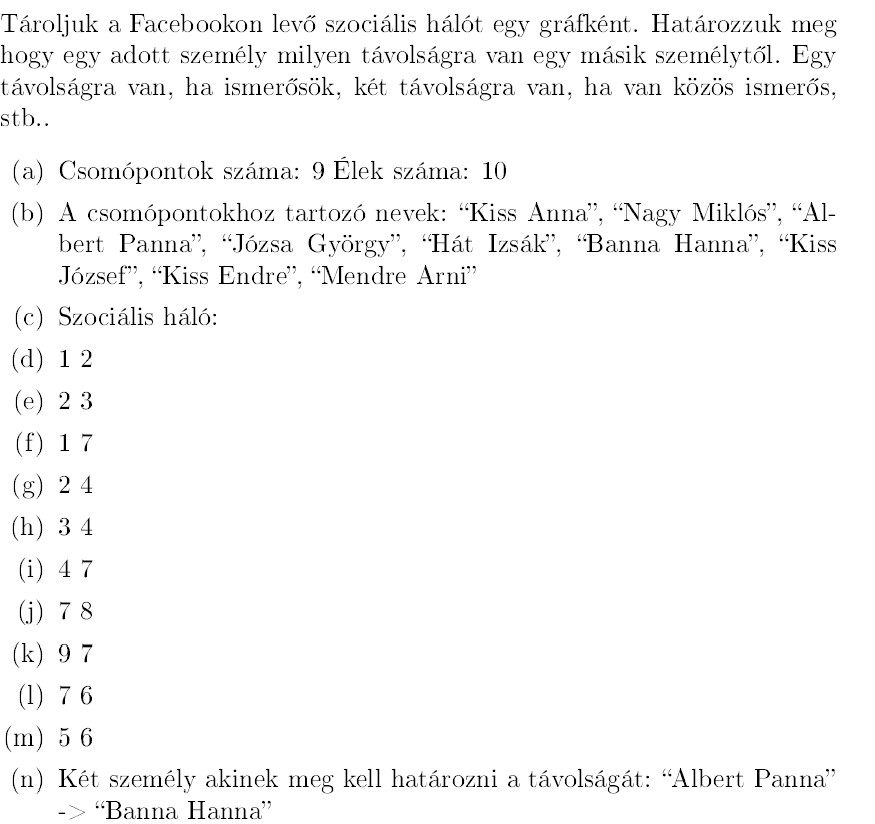 Tároljuk a Facebookon levő szociális hálót egy gráfként. Határozzuk meg
hogy egy adott személy milyen távolságra van egy másik személytől. Egy
távolságra van, ha ismerősök, két távolságra van, ha van közös ismerős,
stb..
(a) Csomópontok száma: 9 Élek száma: 10
(b) A csomópontokhoz tartozó nevek: “Kiss Anna”, “Nagy Miklós”, “Al-
bert Panna”, “Józsa György”, “Hát Izsák”, “Banna Hanna”, “Kiss
József”, “Kiss Endre”, “Mendre Arni”
(c) Szociális háló:
(d) 1 2
(e) 2 3
(f) 1 7
(g) 2 4
(h) 3 4
(i) 4 7
(j) 7 8
(k) 9 7
(l) 7 6
(m) 5 6
(n) Két személy akinek meg kell határozni a távolságát: “Albert Panna”
-> “Banna Hanna”